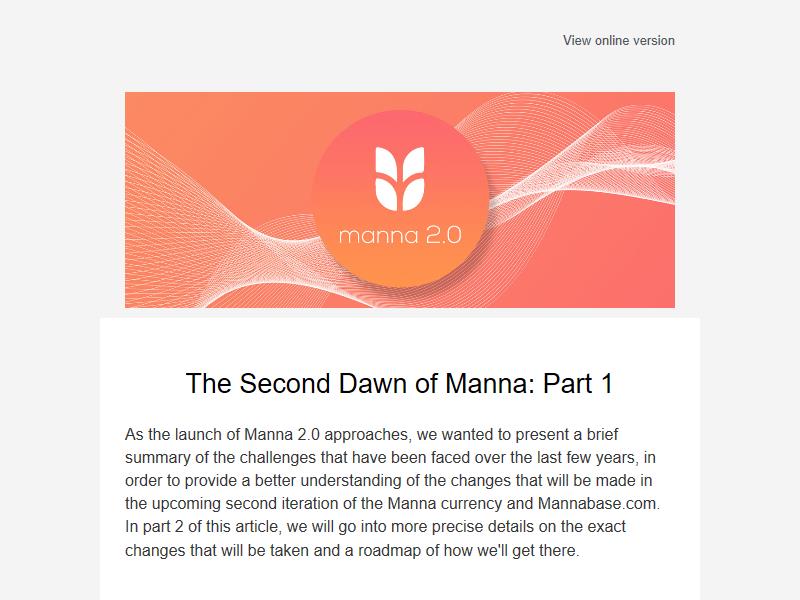 View online version
manna 2.0
The Second Dawn of Manna: Part 1
As the launch of Manna 2.0 approaches, we wanted to present a brief
summary of the challenges that have been faced over the last few years, in
order to provide a better understanding of the changes that will be made in
the upcoming second iteration of the Manna currency and Mannabase.com.
In part 2 of this article, we will go into more precise details on the exact
changes that will be taken and a roadmap of how we'll get there.